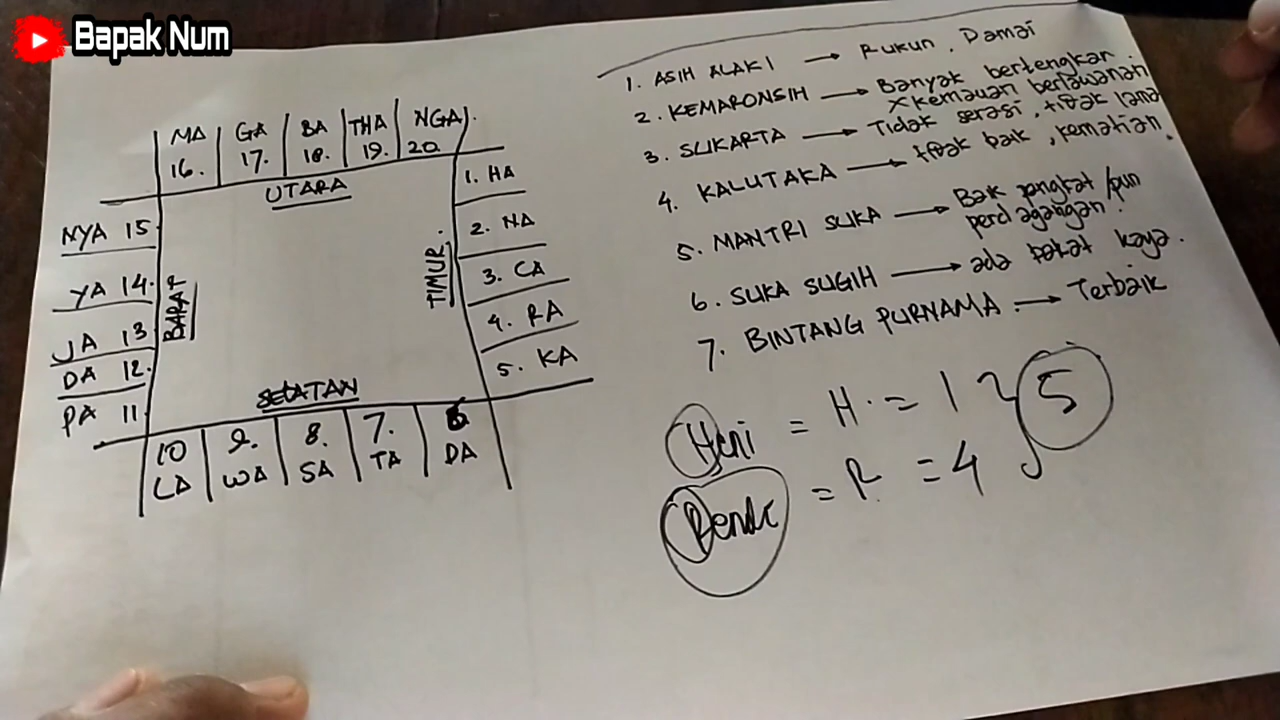 Bapak Num
MA GA BA THA NGA
16. 17. 18. 19. 20.
UTARA
NYA 15
YA 14.
JA 13
DA 12.
PA 11
BARAT
TIMUR.
1. HA
2. NA
3. CA
4. RA
5. KA
SELATAN
10 9. 8. 7. 6
LA WA SA TA DA
1. ASIH ALAKI → Rukun, Damai
2. KEMARONSIH → Banyak bertengkar.
x kemauan berlawanan
3. SUKARTA → Tidak serasi, tidak lama
4. KALUTAKA → tidak baik, kematian.
5. MANTRI SUKA → Baik pangkat/pun
perdagangan.
6. SUKA SUGIH → ada bakat kaya.
7. BINTANG PURNAMA. → Terbaik
Heni = H. = 1
5
= R. = 4